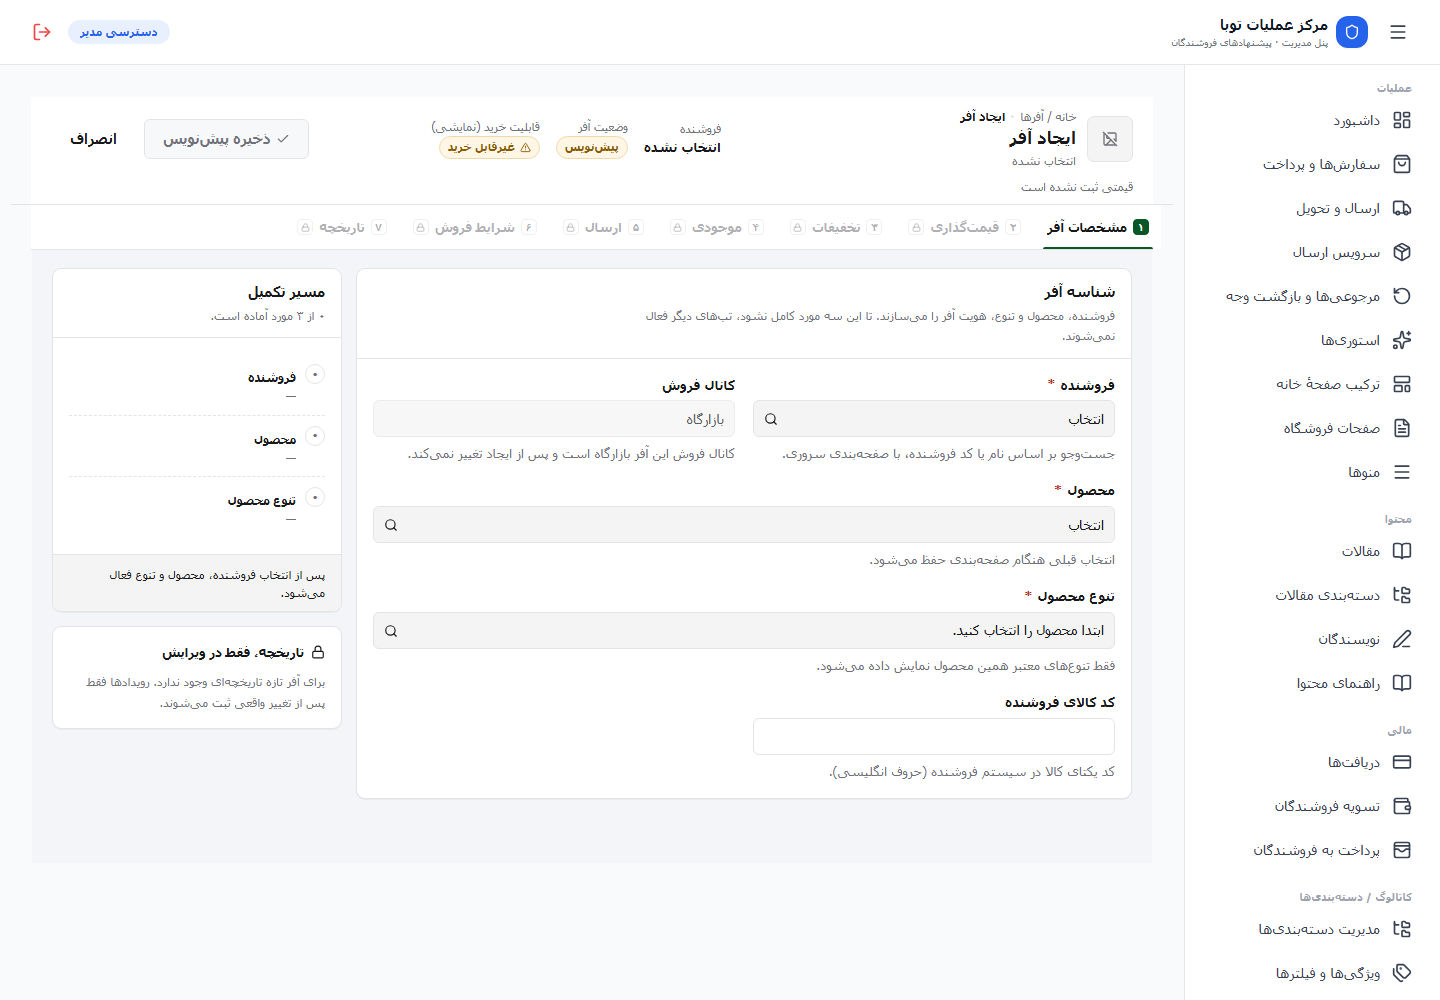 مرکز عملیات توبا
پنل مدیریت · پیشنهادهای فروشندگان
دسترسی مدیر
عملیات
داشبورد
سفارش‌ها و پرداخت
ارسال و تحویل
سرویس ارسال
مرجوعی‌ها و بازگشت وجه
استوری‌ها
ترکیب صفحهٔ خانه
صفحات فروشگاه
منوها
محتوا
مقالات
دسته‌بندی مقالات
نویسندگان
راهنمای محتوا
مالی
دریافت‌ها
تسویه فروشندگان
پرداخت به فروشندگان
کاتالوگ / دسته‌بندی‌ها
مدیریت دسته‌بندی‌ها
ویژگی‌ها و فیلترها
خانه / آفرها · ایجاد آفر
ایجاد آفر
انتخاب نشده
قیمتی ثبت نشده است
فروشنده
انتخاب نشده
وضعیت آفر
پیش‌نویس
قابلیت خرید (نمایشی)
غیرقابل خرید
ذخیره پیش‌نویس
انصراف
۱ مشخصات آفر
۲ قیمت‌گذاری
۳ تخفیفات
۴ موجودی
۵ ارسال
۶ شرایط فروش
۷ تاریخچه
شناسه آفر
فروشنده، محصول و تنوع، هویت آفر را می‌سازند. تا این سه مورد کامل نشود، تب‌های دیگر فعال
نمی‌شوند.
فروشنده *
انتخاب
جست‌وجو بر اساس نام یا کد فروشنده، با صفحه‌بندی سروری.
کانال فروش
بازارگاه
کانال فروش این آفر بازارگاه است و پس از ایجاد تغییر نمی‌کند.
محصول *
انتخاب
انتخاب قبلی هنگام صفحه‌بندی حفظ می‌شود.
تنوع محصول *
ابتدا محصول را انتخاب کنید.
فقط تنوع‌های معتبر همین محصول نمایش داده می‌شود.
کد کالای فروشنده
کد یکتای کالا در سیستم فروشنده (حروف انگلیسی).
مسیر تکمیل
۰ از ۳ مورد آماده است.
فروشنده
—
محصول
—
تنوع محصول
—
پس از انتخاب فروشنده، محصول و تنوع فعال
می‌شود.
تاریخچه، فقط در ویرایش
برای آفر تازه تاریخچه‌ای وجود ندارد. رویدادها فقط
پس از تغییر واقعی ثبت می‌شوند.